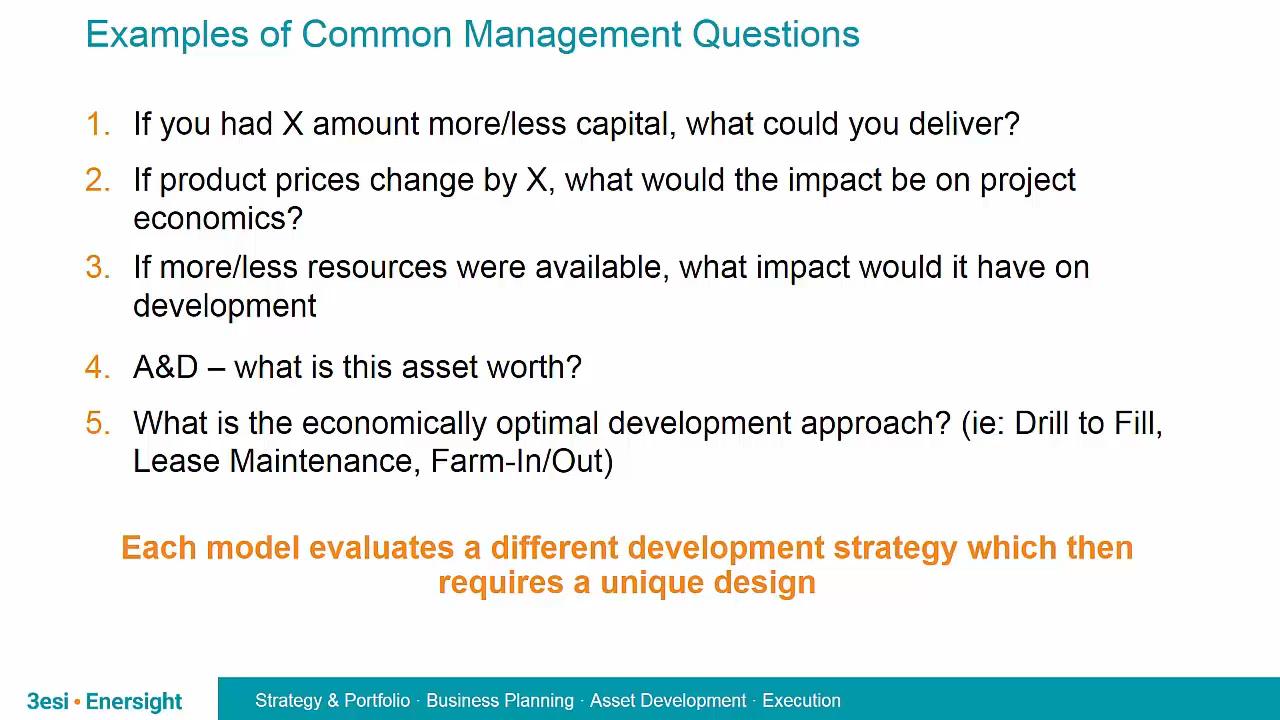 Examples of Common Management Questions
1. If you had X amount more/less capital, what could you deliver?
2. If product prices change by X, what would the impact be on project
economics?
3. If more/less resources were available, what impact would it have on
development
4. A&D – what is this asset worth?
5. What is the economically optimal development approach? (ie: Drill to Fill,
Lease Maintenance, Farm-In/Out)
Each model evaluates a different development strategy which then
requires a unique design
3esi • Enersight
Strategy & Portfolio · Business Planning · Asset Development · Execution